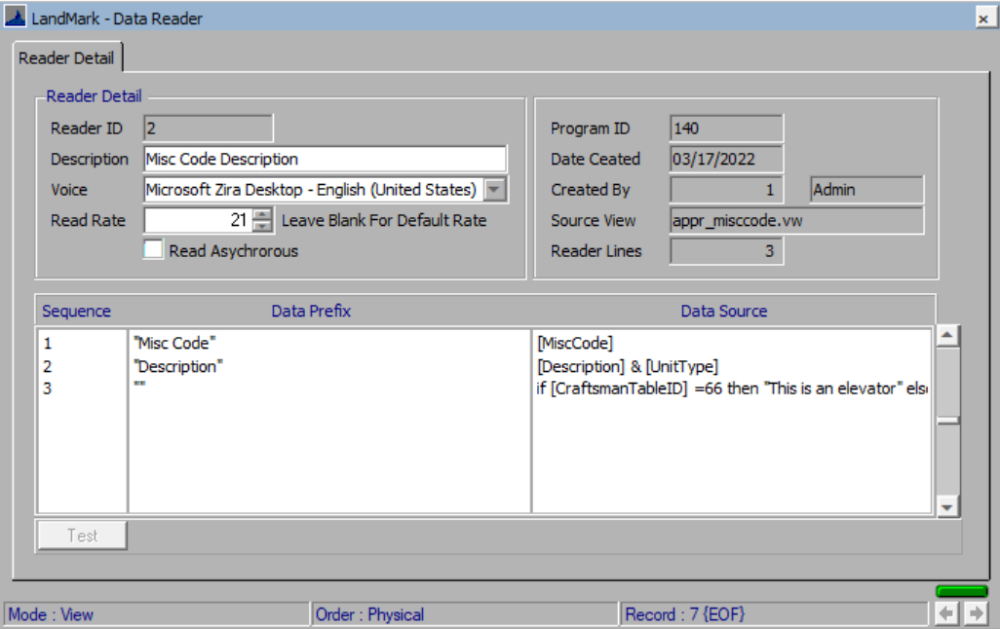 LandMark - Data Reader
Reader Detail
Reader Detail
Reader ID 2
Description Misc Code Description
Voice Microsoft Zira Desktop - English (United States)
Read Rate 21 Leave Blank For Default Rate
Read Asychrorous
Program ID 140
Date Ceated 03/17/2022
Created By 1 Admin
Source View appr_misccode.vw
Reader Lines 3
Sequence Data Prefix Data Source
1 "Misc Code" [MiscCode]
2 "Description" [Description] & [UnitType]
3 "" if [CraftsmanTableID] =66 then "This is an elevator" else
Test
Mode : View Order : Physical Record : 7 {EOF}